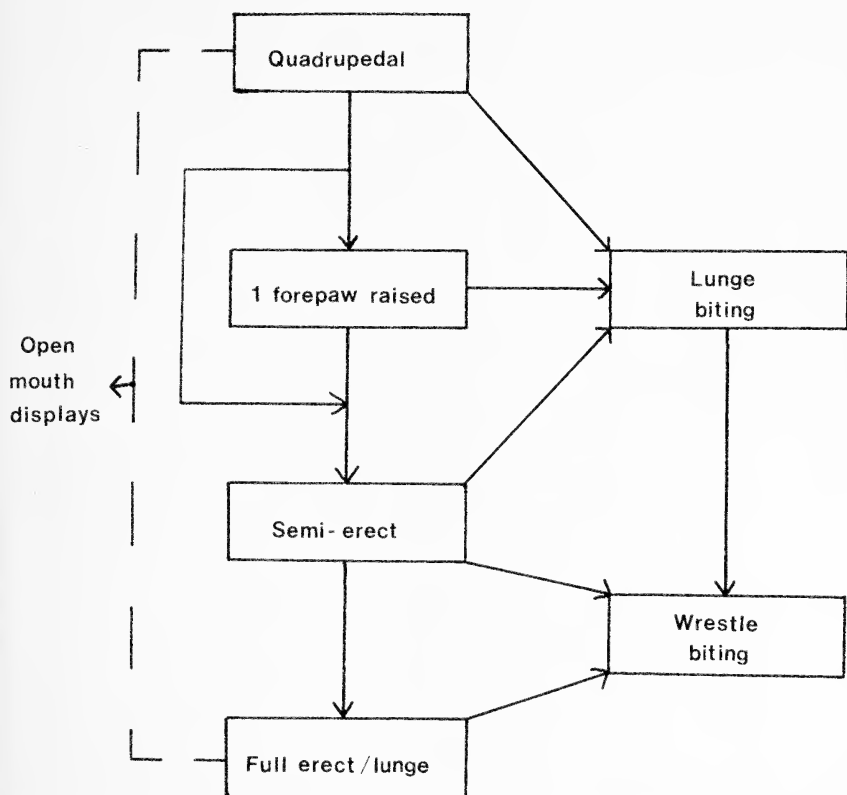 Quadrupedal
1 forepaw raised
Lunge
biting
Open
mouth
displays
Semi-erect
Wrestle
biting
Full erect/lunge